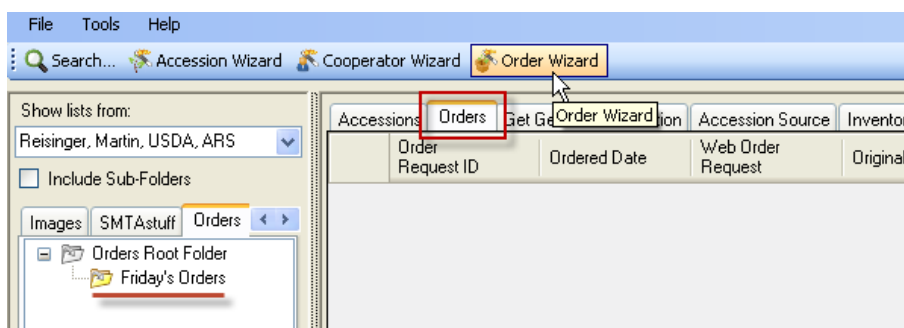 File Tools Help
Search... Accession Wizard Cooperator Wizard Order Wizard
Show lists from:
Reisinger, Martin, USDA, ARS
Include Sub-Folders
Images SMTAstuff Orders
Orders Root Folder
Friday's Orders
Accessions Orders Get Order Wizard Accession Source
Order Request ID Ordered Date Web Order Request